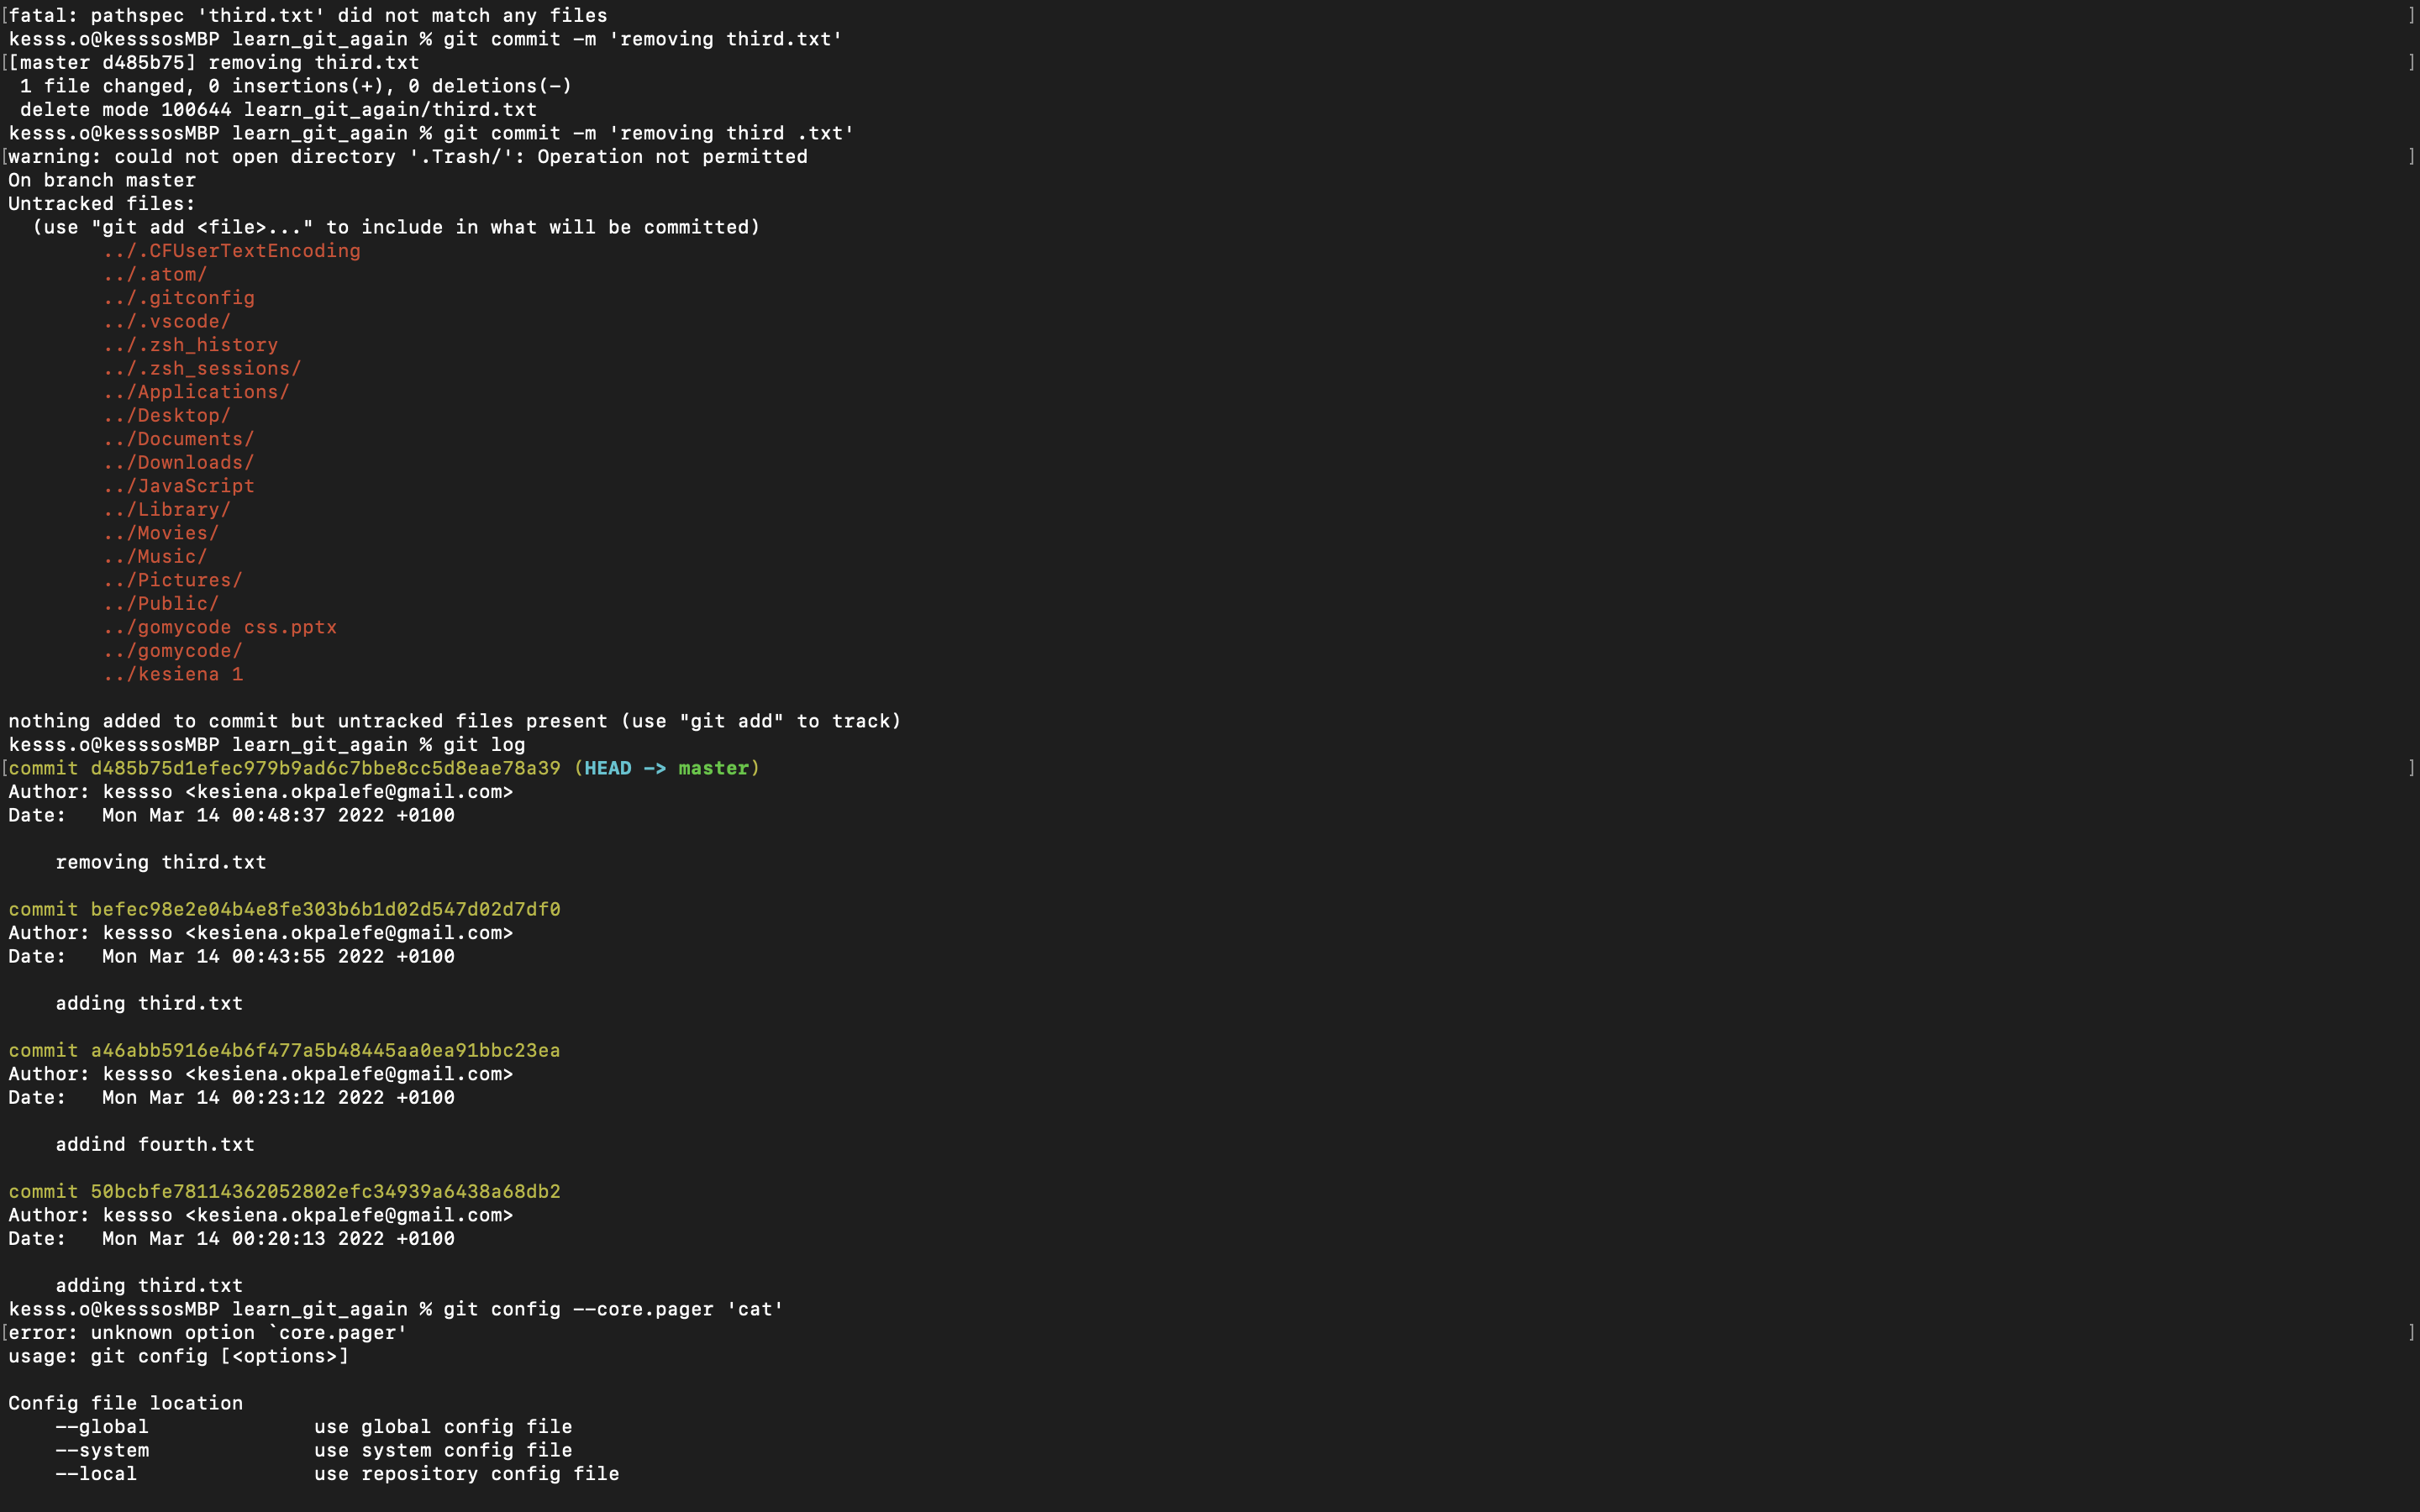 [fatal: pathspec 'third.txt' did not match any files ]
kesss.o@kesssosMBP learn_git_again % git commit -m 'removing third.txt'
[[master d485b75] removing third.txt ]
 1 file changed, 0 insertions(+), 0 deletions(-)
 delete mode 100644 learn_git_again/third.txt
kesss.o@kesssosMBP learn_git_again % git commit -m 'removing third .txt'
[warning: could not open directory '.Trash/': Operation not permitted ]
On branch master
Untracked files:
  (use "git add <file>..." to include in what will be committed)
        ../.CFUserTextEncoding
        ../.atom/
        ../.gitconfig
        ../.vscode/
        ../.zsh_history
        ../.zsh_sessions/
        ../Applications/
        ../Desktop/
        ../Documents/
        ../Downloads/
        ../JavaScript
        ../Library/
        ../Movies/
        ../Music/
        ../Pictures/
        ../Public/
        ../gomycode css.pptx
        ../gomycode/
        ../kesiena 1

nothing added to commit but untracked files present (use "git add" to track)
kesss.o@kesssosMBP learn_git_again % git log
[commit d485b75d1efec979b9ad6c7bbe8cc5d8eae78a39 (HEAD -> master) ]
Author: kessso <kesiena.okpalefe@gmail.com>
Date:   Mon Mar 14 00:48:37 2022 +0100

    removing third.txt

commit befec98e2e04b4e8fe303b6b1d02d547d02d7df0
Author: kessso <kesiena.okpalefe@gmail.com>
Date:   Mon Mar 14 00:43:55 2022 +0100

    adding third.txt

commit a46abb5916e4b6f477a5b48445aa0ea91bbc23ea
Author: kessso <kesiena.okpalefe@gmail.com>
Date:   Mon Mar 14 00:23:12 2022 +0100

    addind fourth.txt

commit 50bcbfe78114362052802efc34939a6438a68db2
Author: kessso <kesiena.okpalefe@gmail.com>
Date:   Mon Mar 14 00:20:13 2022 +0100

    adding third.txt
kesss.o@kesssosMBP learn_git_again % git config --core.pager 'cat'
[error: unknown option `core.pager' ]
usage: git config [<options>]

Config file location
    --global              use global config file
    --system              use system config file
    --local               use repository config file